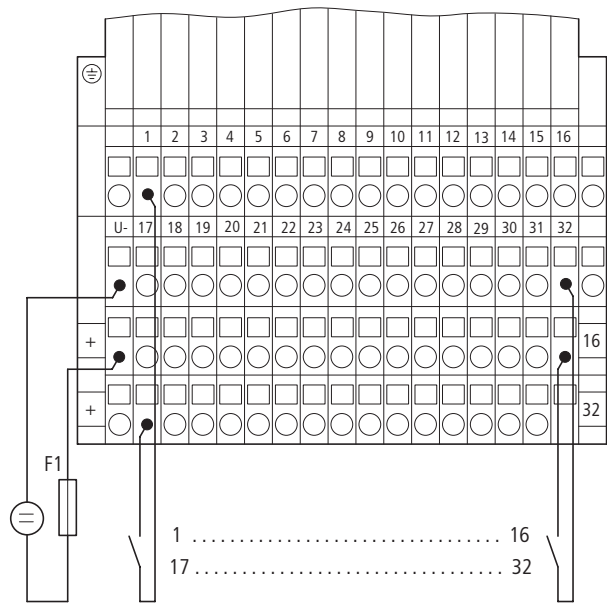 1 2 3 4 5 6 7 8 9 10 11 12 13 14 15 16
U- 17 18 19 20 21 22 23 24 25 26 27 28 29 30 31 32
+ 16
+ 32
F1
1 . . . . . . . . . . . . . . . . . . . . . . . . . . . . . . . . . 16
17 . . . . . . . . . . . . . . . . . . . . . . . . . . . . . . . . 32